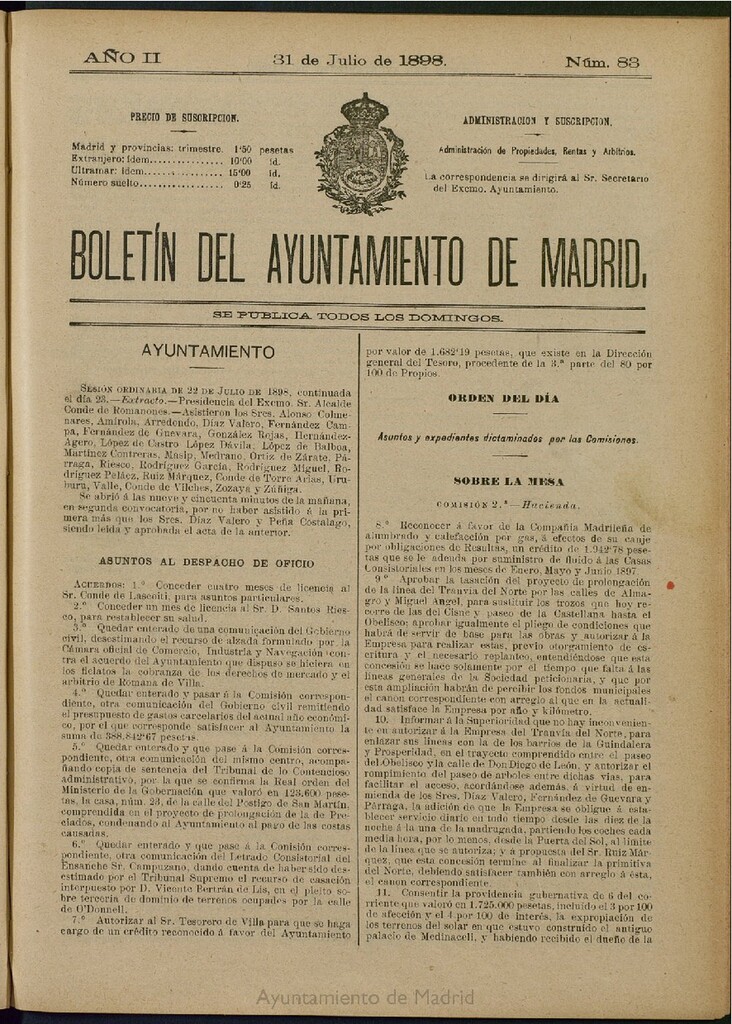 AÑO II
31 de Julio de 1898.
Núm. 83
PRECIO DE SUSCRIPCION.
Madrid y provincias: trimestre. 1'50 pesetas
Extranjero: ídem............... 10'00 íd.
Ultramar: ídem................. 15'00 íd.
Número suelto.................. 0'25 íd.
ADMINISTRACION Y SUSCRIPCION.
Administración de Propiedades, Rentas y Arbitrios.
La correspondencia se dirigirá al Sr. Secretario
del Excmo. Ayuntamiento.
BOLETÍN DEL AYUNTAMIENTO DE MADRID.
SE PUBLICA TODOS LOS DOMINGOS.
AYUNTAMIENTO
SESIÓN ORDINARIA DE 22 DE JULIO DE 1898, continuada
el día 23.—Extracto.—Presidencia del Excmo. Sr. Alcalde
Conde de Romanones.—Asistieron los Sres. Alonso Colme-
nares, Amírola, Arredondo, Díaz Valero, Fernández Cam-
pa, Fernández de Guevara, González Rojas, Hernández-
Agero, López de Castro López Dávila, López de Balboa,
Martínez Contreras, Masip, Medrano, Ortiz de Zárate, Pá-
rraga, Riesco, Rodríguez García, Rodríguez Miguel, Ro-
dríguez Peláez, Ruiz Márquez, Conde de Torre Arias, Uru-
buru, Valle, Conde de Vilches, Zozaya y Zúñiga.
Se abrió á las nueve y cincuenta minutos de la mañana,
en segunda convocatoria, por no haber asistido á la pri-
mera más que los Sres. Díaz Valero y Peña Costalago,
siendo leída y aprobada el acta de la anterior.
ASUNTOS AL DESPACHO DE OFICIO
ACUERDOS: 1.º Conceder cuatro meses de licencia al
Sr. Conde de Lascoiti, para asuntos particulares.
2.º Conceder un mes de licencia al Sr. D. Santos Ries-
co, para restablecer su salud.
3.º Quedar enterado de una comunicación del Gobierno
civil, desestimando el recurso de alzada formulado por la
Cámara oficial de Comercio, Industria y Navegación con-
tra el acuerdo del Ayuntamiento que dispuso se hiciera en
los fielatos la cobranza de los derechos de mercado y el
arbitrio de Romana de Villa.
4.º Quedar enterado y pasar á la Comisión correspon-
diente, otra comunicación del Gobierno civil remitiendo
el presupuesto de gastos carcelarios del actual año económi-
co, por el que corresponde satisfacer al Ayuntamiento la
suma de 388.842'67 pesetas.
5.º Quedar enterado y que pase á la Comisión corres-
pondiente, otra comunicación del mismo centro, acompa-
ñando copia de sentencia del Tribunal de lo Contencioso
Administrativo, por la que se confirma la Real orden del
Ministerio de la Gobernación que valoró en 123.600 pese-
tas, la casa, núm. 23, de la calle del Postigo de San Martín,
comprendida en el proyecto de prolongación de la de Pre-
ciados, condenando al Ayuntamiento al pago de las costas
causadas.
6.º Quedar enterado y que pase á la Comisión corres-
pondiente, otra comunicación del Letrado Consistorial del
Ensanche Sr. Campuzano, dando cuenta de haber sido des-
estimado por el Tribunal Supremo el recurso de casación
interpuesto por D. Vicente Bertrán de Lis, en el pleito so-
bre tercería de dominio de terrenos ocupados por la calle
de O'Donnell.
7.º Autorizar al Sr. Tesorero de Villa para que se haga
cargo de un crédito reconocido á favor del Ayuntamiento
por valor de 1.682'19 pesetas, que existe en la Dirección
general del Tesoro, procedente de la 3.ª parte del 80 por
100 de Propios.
ORDEN DEL DÍA
Asuntos y expedientes dictaminados por las Comisiones.
SOBRE LA MESA
COMISIÓN 2.ª—Hacienda.
8.º Reconocer á favor de la Compañía Madrileña de
alumbrado y calefacción por gas, á efectos de su canje
por obligaciones de Resultas, un crédito de 1.942'78 pese-
tas que se le adeuda por suministro de fluido á las Casas
Consistoriales en los meses de Enero, Mayo y Junio 1897.
9.º Aprobar la tasación del proyecto de prolongación
de la línea del Tranvía del Norte por las calles de Alma-
gro y Miguel Angel, para sustituir los trozos que hoy re-
corre de las del Cisne y paseo de la Castellana hasta el
Obelisco; aprobar igualmente el pliego de condiciones que
habrá de servir de base para las obras y autorizar á la
Empresa para realizar estas, previo otorgamiento de es-
critura y el necesario replanteo, entendiéndose que esta
concesión se hace solamente por el tiempo que falta á las
líneas generales de la Sociedad peticionaria, y que por
esta ampliación habrán de percibir los fondos municipales
el canon correspondiente con arreglo al que en la actuali-
dad satisface la Empresa por año y kilómetro.
10. Informar á la Superioridad que no hay inconvenien-
te en autorizar á la Empresa del Tranvía del Norte, para
enlazar sus líneas con la de los barrios de la Guindalera
y Prosperidad, en el trayecto comprendido entre el paseo
del Obelisco y la calle de Don Diego de León, y autorizar el
rompimiento del paseo de arboles entre dichas vías, para
facilitar el acceso, acordándose además, á virtud de en-
mienda de los Sres. Díaz Valero, Fernández de Guevara y
Párraga, la adición de que la Empresa se obligue á esta-
blecer servicio diario en todo tiempo desde las diez de la
noche á la una de la madrugada, partiendo los coches cada
media hora, por lo menos, desde la Puerta del Sol, al límite
de la línea que se autoriza; y á propuesta del Sr. Ruiz Már-
quez, que esta concesión termine al finalizar la primitiva
del Norte, debiendo satisfacer también con arreglo á ésta,
el canon correspondiente.
11. Consentir la providencia gubernativa de 6 del co-
rriente que valoró en 1.725.000 pesetas, incluído el 3 por 100
de afección y el 4 por 100 de interés, la expropiación de
los terrenos del solar en que estuvo construído el antiguo
palacio de Medinaceli, y habiendo recibido el dueño de la
Ayuntamiento de Madrid